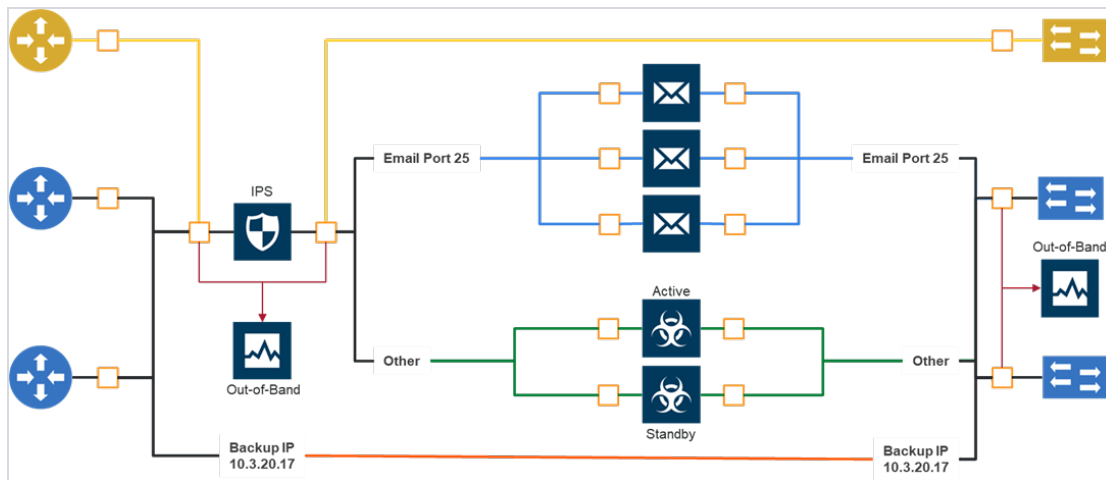 Email Port 25
Email Port 25
IPS
Out-of-Band
Active
Out-of-Band
Other
Other
Standby
Backup IP
10.3.20.17
Backup IP
10.3.20.17